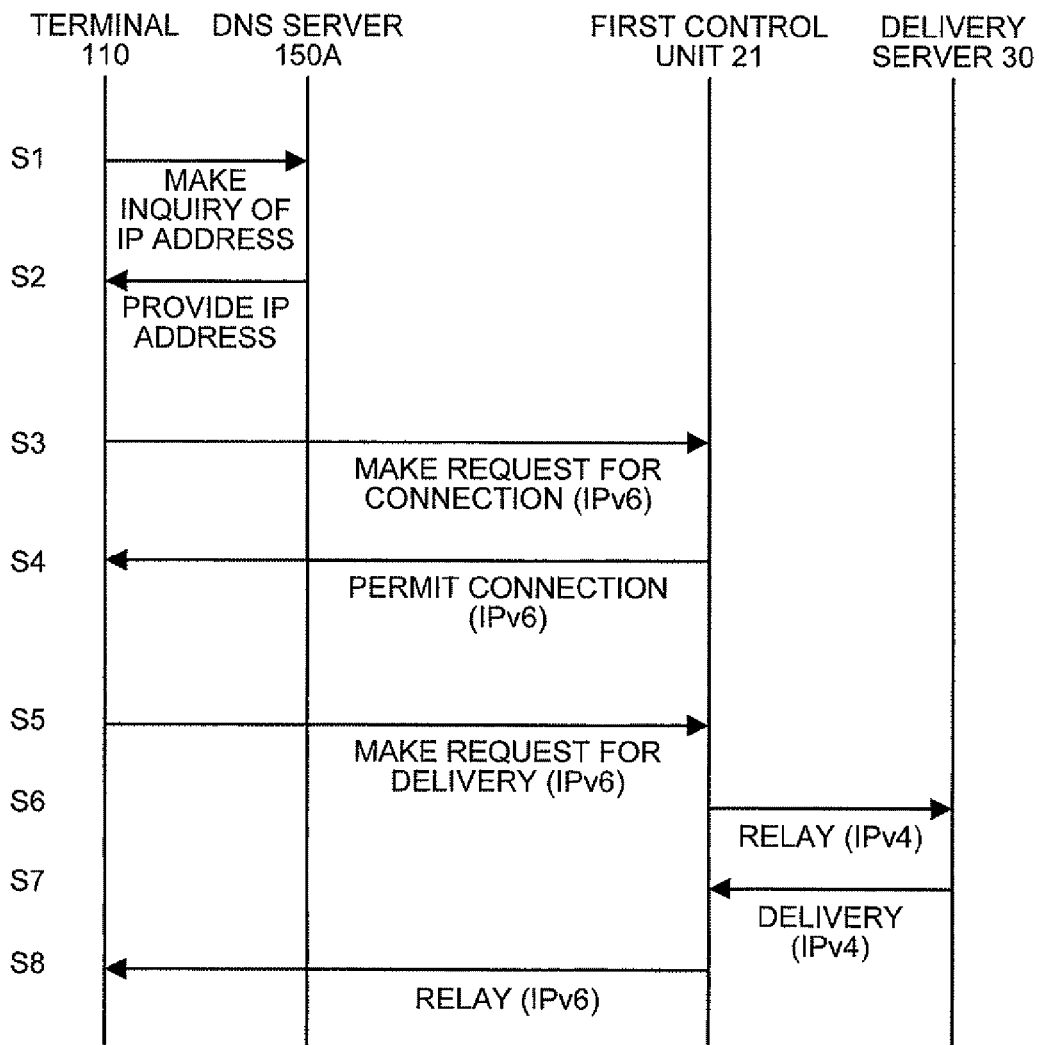 TERMINAL
110
DNS SERVER
150A
FIRST CONTROL
UNIT 21
DELIVERY
SERVER 30
S1
MAKE
INQUIRY OF
IP ADDRESS
S2
PROVIDE IP
ADDRESS
S3
MAKE REQUEST FOR
CONNECTION (IPv6)
S4
PERMIT CONNECTION
(IPv6)
S5
MAKE REQUEST FOR
DELIVERY (IPv6)
S6
RELAY (IPv4)
S7
DELIVERY
(IPv4)
S8
RELAY (IPv6)